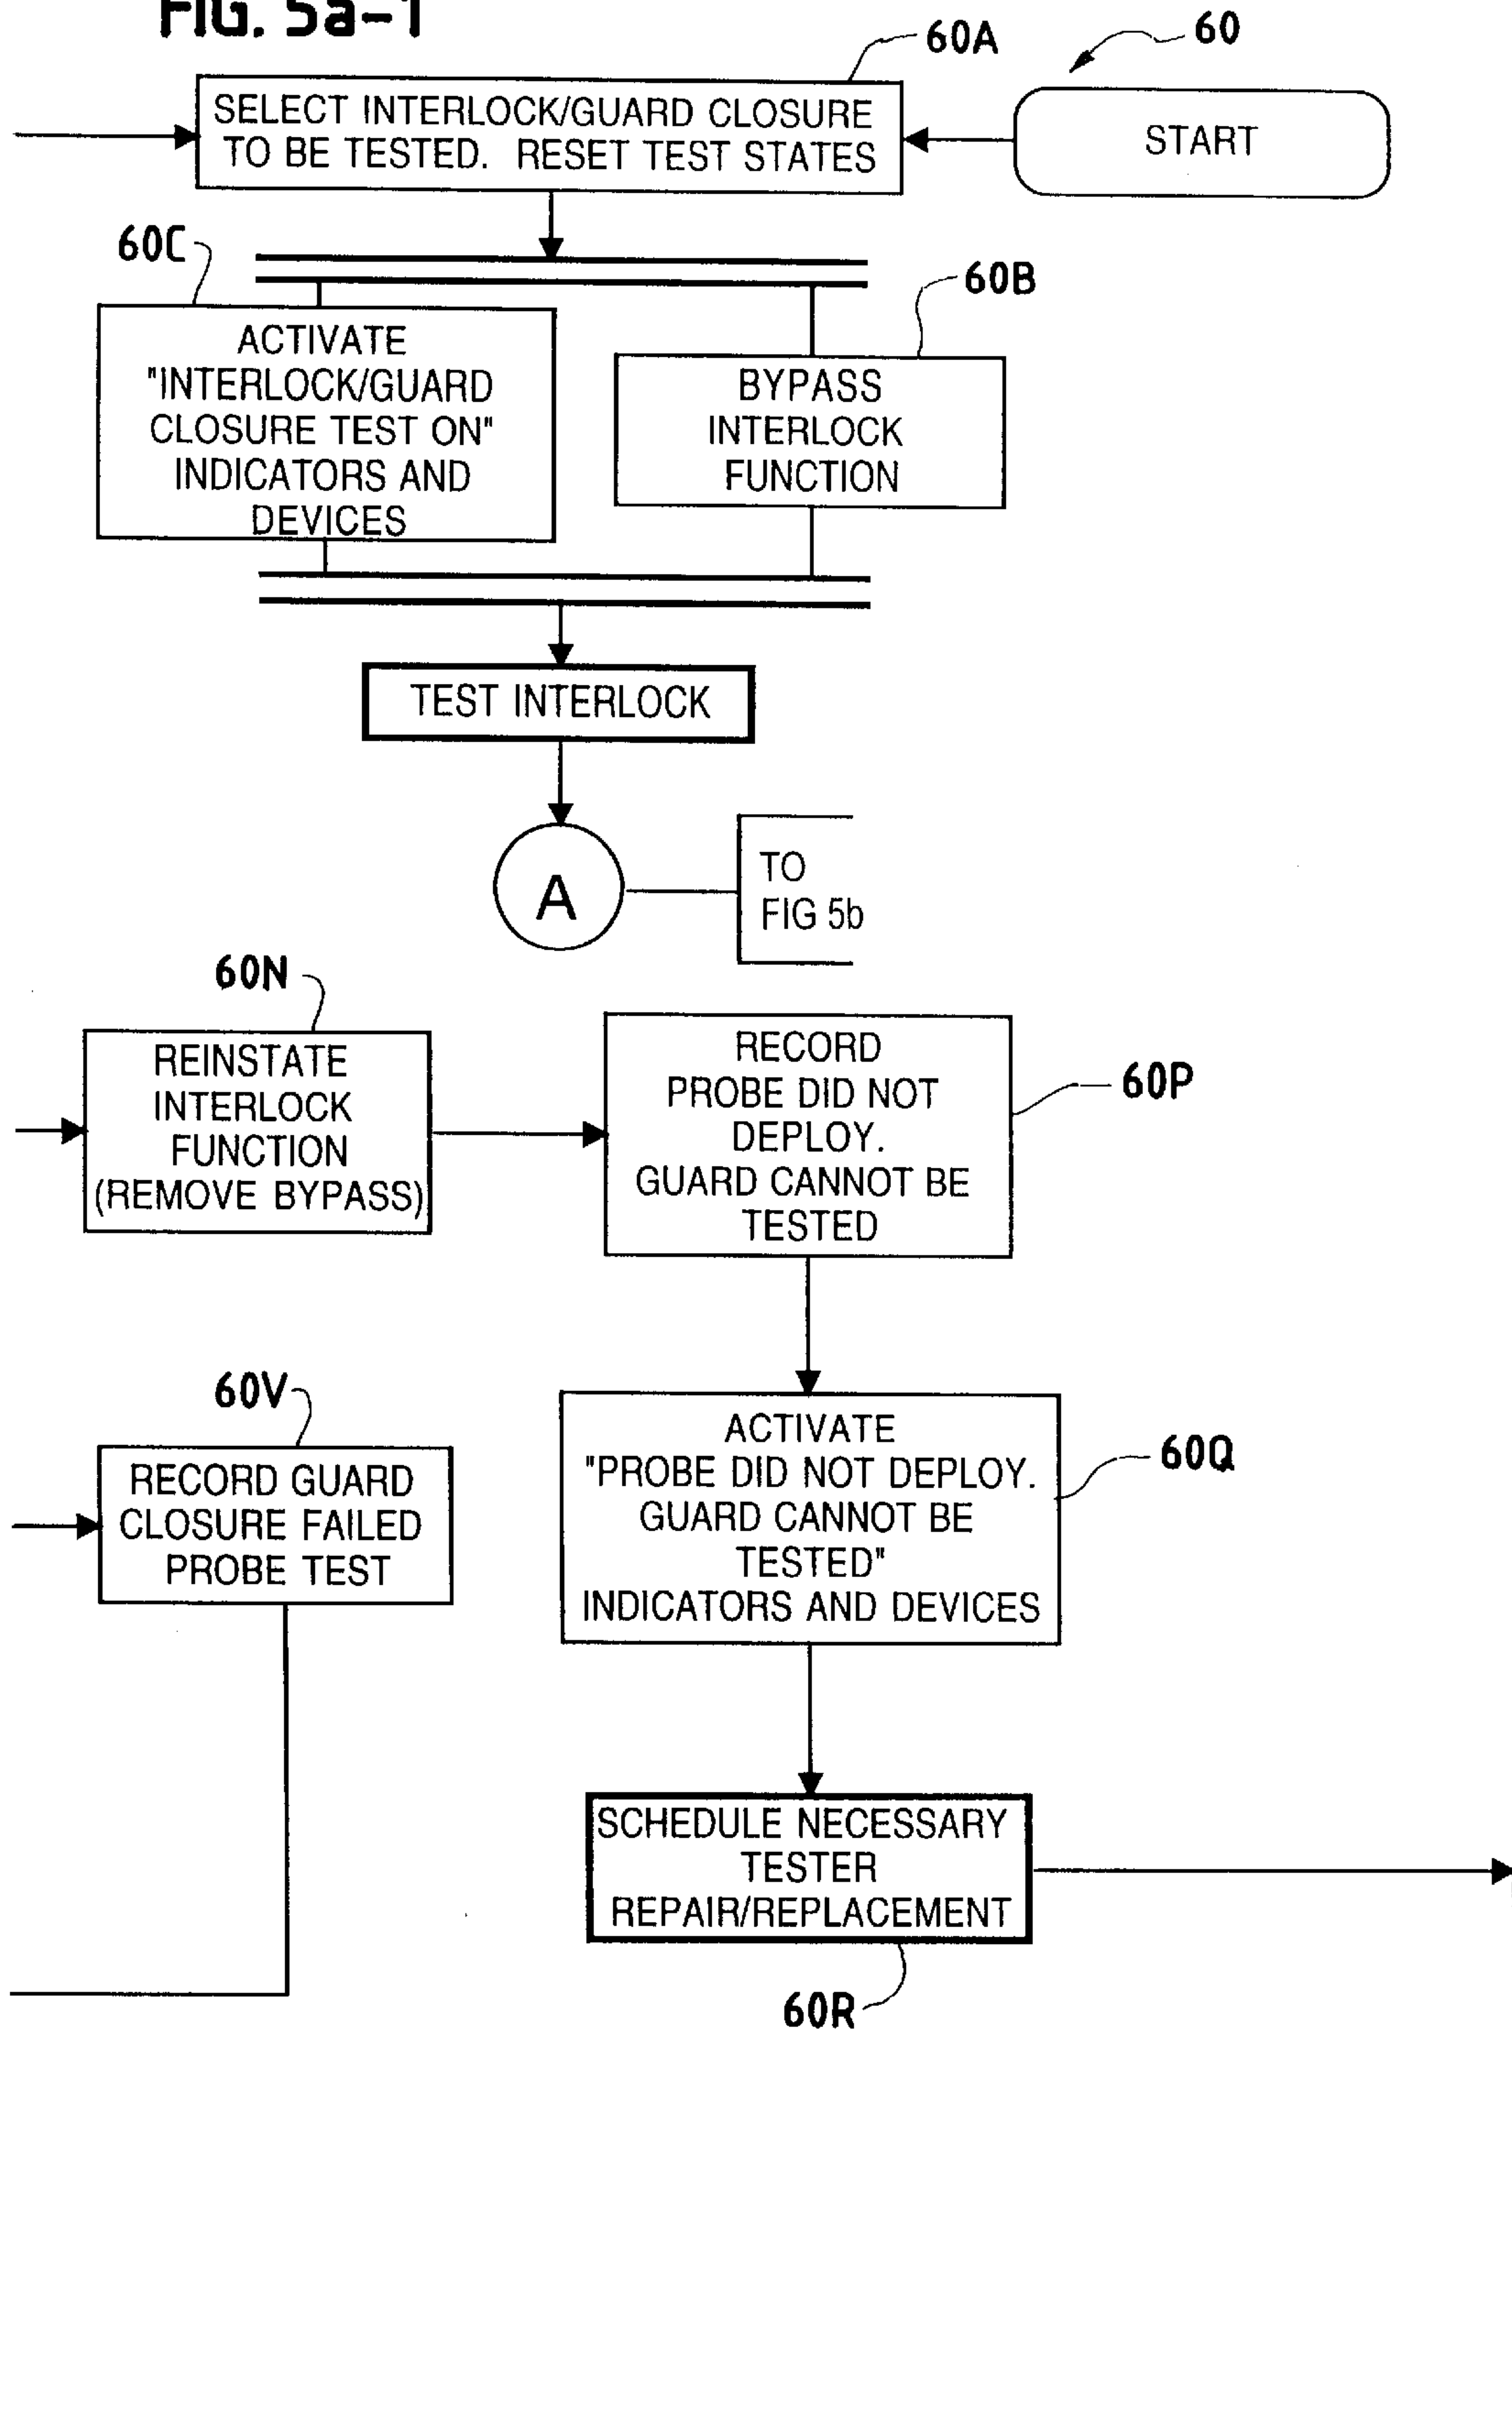 FIG. 5a-1
60A
60
SELECT INTERLOCK/GUARD CLOSURE
TO BE TESTED. RESET TEST STATES
START
60C
60B
ACTIVATE
"INTERLOCK/GUARD
CLOSURE TEST ON"
INDICATORS AND
DEVICES
BYPASS
INTERLOCK
FUNCTION
TEST INTERLOCK
A
TO
FIG 5b
60N
REINSTATE
INTERLOCK
FUNCTION
(REMOVE BYPASS)
RECORD
PROBE DID NOT
DEPLOY.
GUARD CANNOT BE
TESTED
60P
60V
RECORD GUARD
CLOSURE FAILED
PROBE TEST
ACTIVATE
"PROBE DID NOT DEPLOY.
GUARD CANNOT BE
TESTED"
INDICATORS AND DEVICES
60Q
SCHEDULE NECESSARY
TESTER
REPAIR/REPLACEMENT
60R